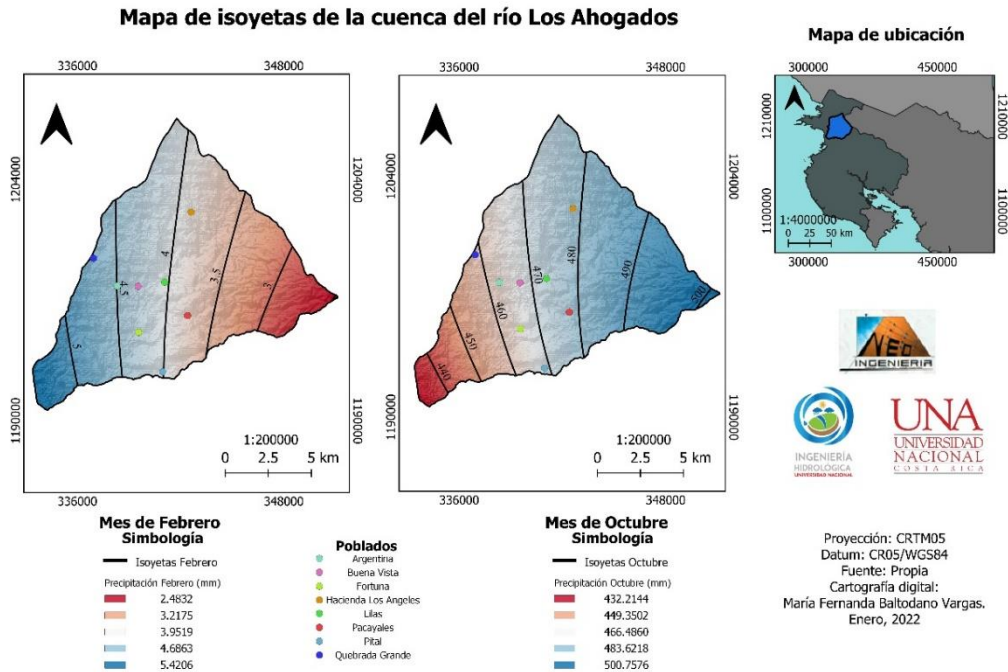 Mapa de isoyetas de la cuenca del río Los Ahogados
336000
348000
1204000
1204000
1190000
1190000
4.5
4
3.5
3
5
1:200000
0
2.5
5 km
336000
348000
336000
348000
1204000
1204000
1190000
1190000
440
450
460
470
480
490
500
1:200000
0
2.5
5 km
336000
348000
Mapa de ubicación
300000
450000
1210000
1210000
1100000
1100000
1:4000000
0 25 50 km
300000
450000
NEO
INGENIERIA
INGENIERÍA
HIDROLÓGICA
UNIVERSIDAD NACIONAL
UNA
UNIVERSIDAD
NACIONAL
COSTA RICA
Mes de Febrero
Simbología
Isoyetas Febrero
Precipitación Febrero (mm)
2.4832
3.2175
3.9519
4.6863
5.4206
Poblados
Argentina
Buena Vista
Fortuna
Hacienda Los Angeles
Lilas
Pacayales
Pital
Quebrada Grande
Mes de Octubre
Simbología
Isoyetas Octubre
Precipitación Octubre (mm)
432.2144
449.3502
466.4860
483.6218
500.7576
Proyección: CRTM05
Datum: CR05/WGS84
Fuente: Propia
Cartografía digital:
María Fernanda Baltodano Vargas.
Enero, 2022